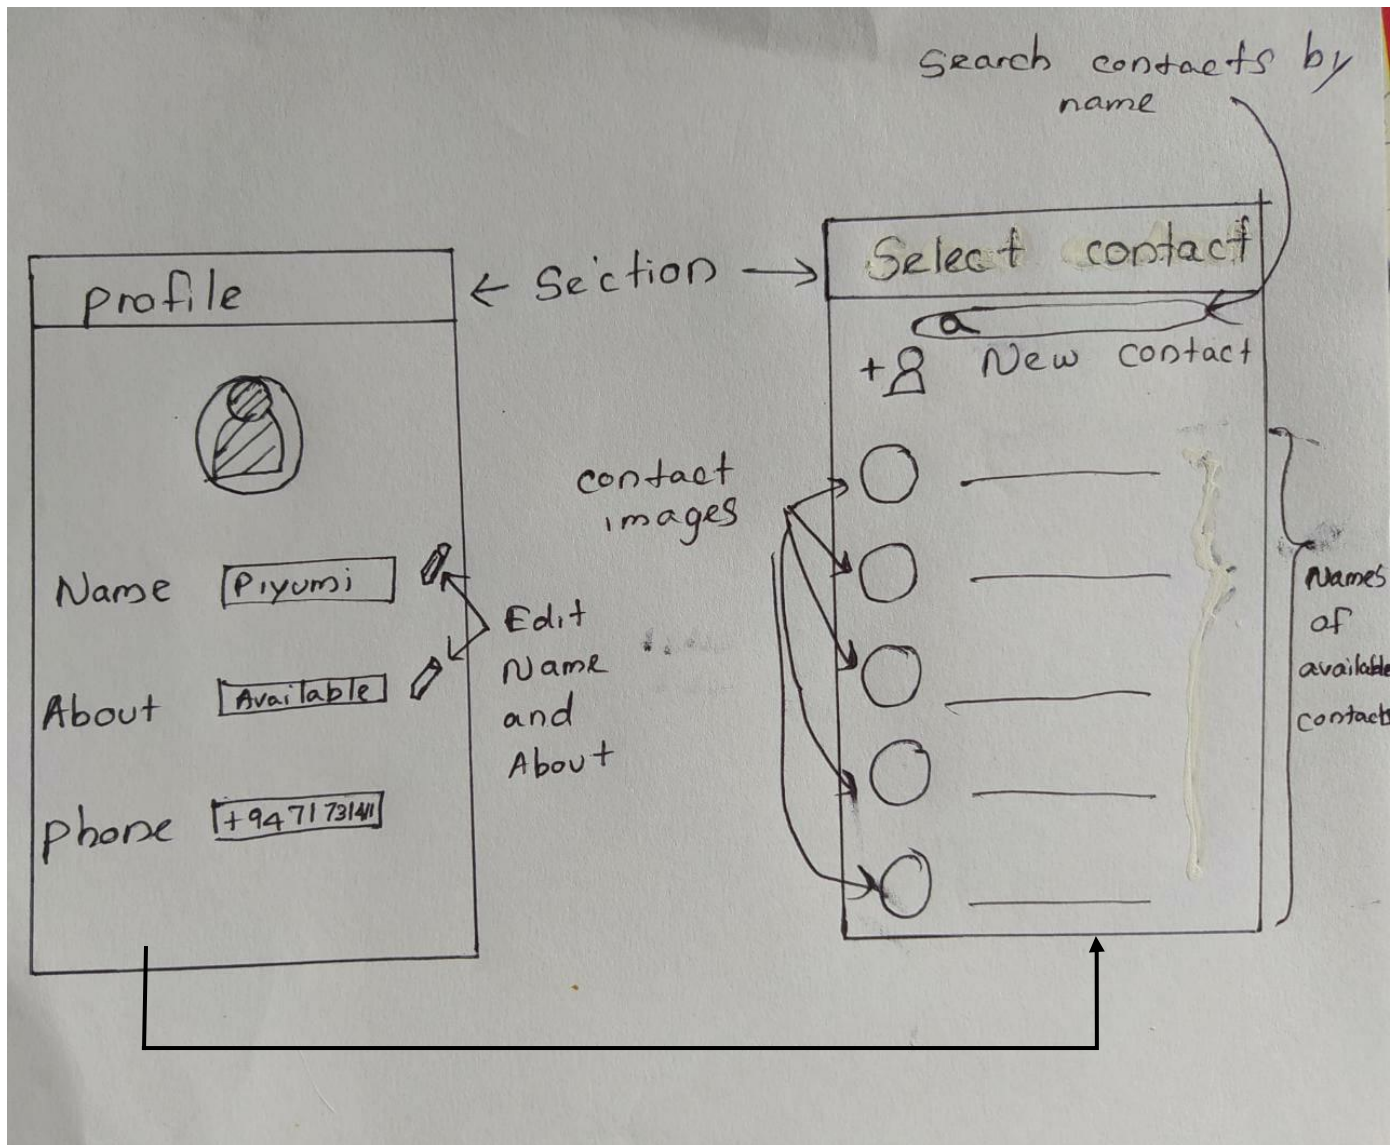 Search contacts by
name
Select contact
profile
← Section →
New contact
+
contact
images
Name Piyumi
Edit
Name
and
About
About Available
phone
Names
of
available
contacts